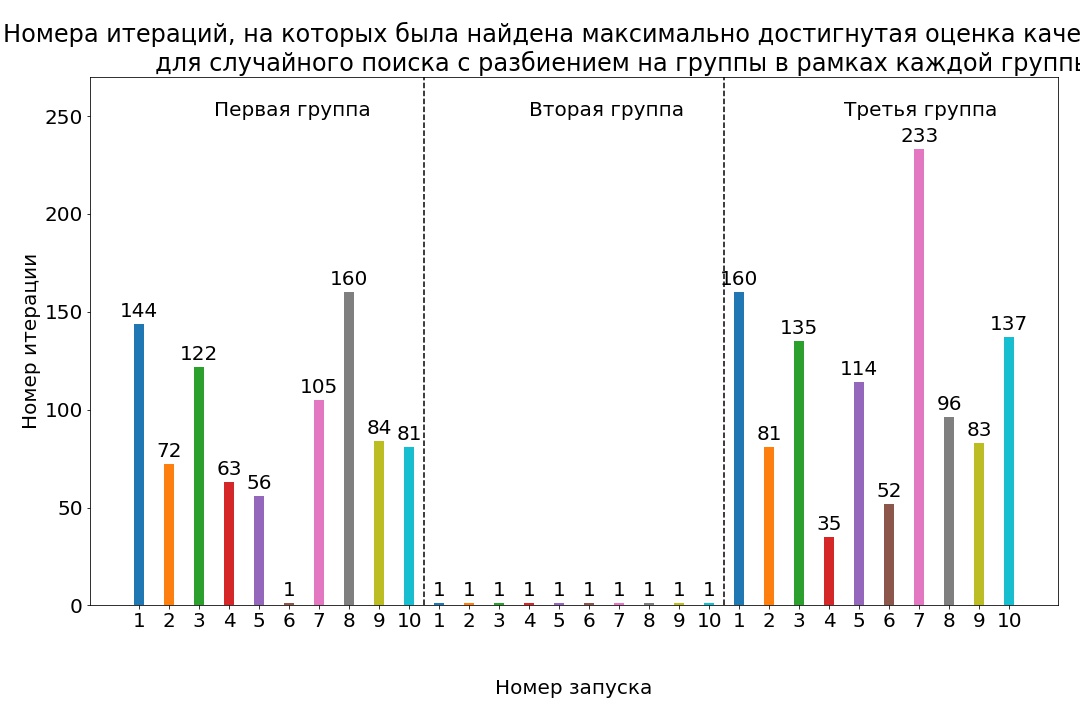 Номера итераций, на которых была найдена максимально достигнутая оценка каче
для случайного поиска с разбиением на группы в рамках каждой группы
Первая группа Вторая группа Третья группа
250
200
150
100
50
0
Номер итерации
144 72 122 63 56 1 105 160 84 81
1 1 1 1 1 1 1 1 1 1
160 81 135 35 114 52 233 96 83 137
1 2 3 4 5 6 7 8 9 10 1 2 3 4 5 6 7 8 9 10 1 2 3 4 5 6 7 8 9 10
Номер запуска